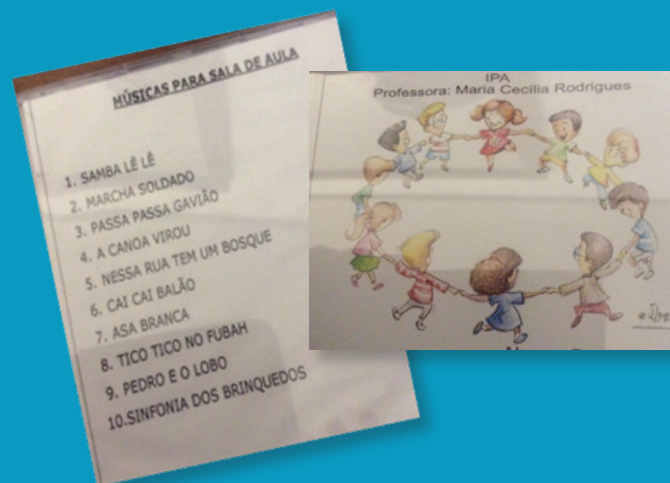 MÚSICAS PARA SALA DE AULA
1. SAMBA LÊ LÊ
2. MARCHA SOLDADO
3. PASSA PASSA GAVIÃO
4. A CANOA VIROU
5. NESSA RUA TEM UM BOSQUE
6. CAI CAI BALÃO
7. ASA BRANCA
8. TICO TICO NO FUBAH
9. PEDRO E O LOBO
10.SINFONIA DOS BRINQUEDOS
IPA
Professora: Maria Cecília Rodrigues